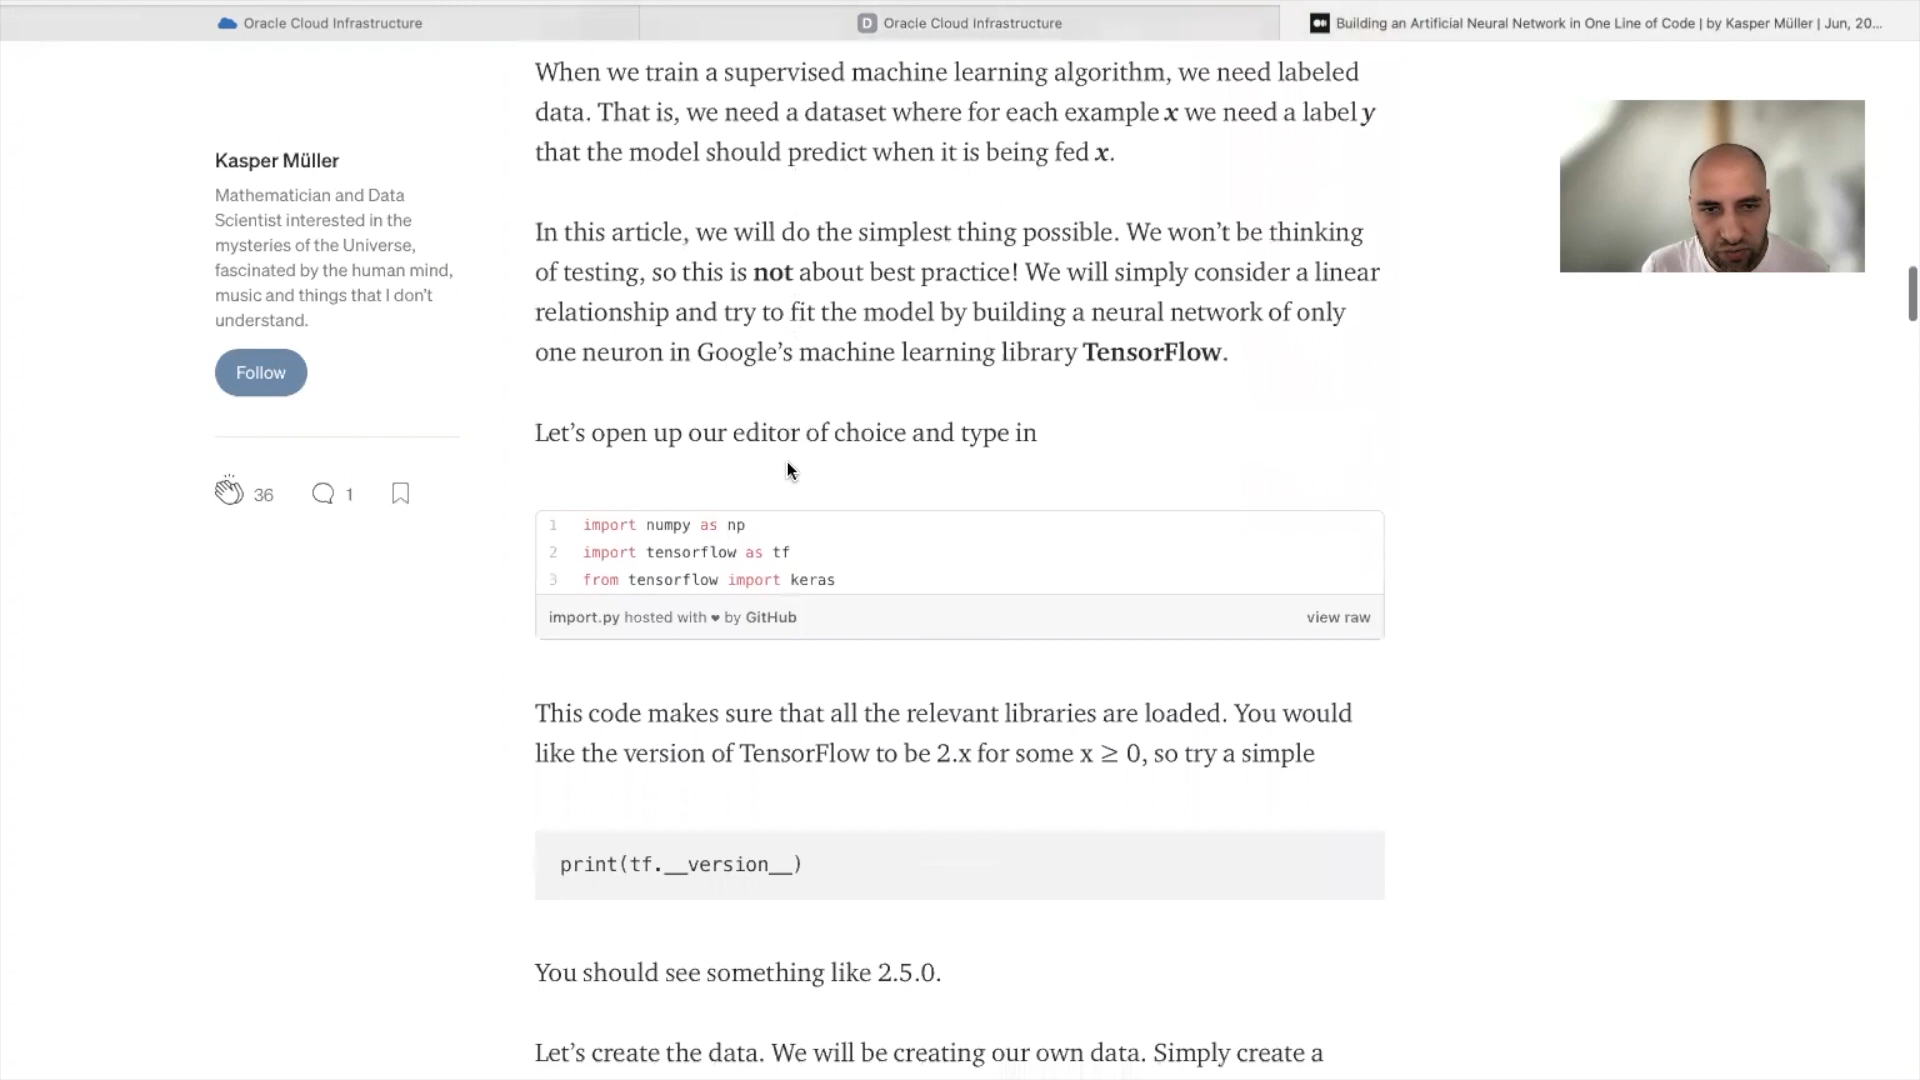 Oracle Cloud Infrastructure
D Oracle Cloud Infrastructure
Building an Artificial Neural Network in One Line of Code | by Kasper Müller | Jun, 20...
Kasper Müller
Mathematician and Data
Scientist interested in the
mysteries of the Universe,
fascinated by the human mind,
music and things that I don't
understand.
Follow
36 1
When we train a supervised machine learning algorithm, we need labeled
data. That is, we need a dataset where for each example x we need a label y
that the model should predict when it is being fed x.
In this article, we will do the simplest thing possible. We won't be thinking
of testing, so this is not about best practice! We will simply consider a linear
relationship and try to fit the model by building a neural network of only
one neuron in Google's machine learning library TensorFlow.
Let's open up our editor of choice and type in
1 import numpy as np
2 import tensorflow as tf
3 from tensorflow import keras
import.py hosted with ♥ by GitHub view raw
This code makes sure that all the relevant libraries are loaded. You would
like the version of TensorFlow to be 2.x for some x ≥ 0, so try a simple
print(tf.__version__)
You should see something like 2.5.0.
Let's create the data. We will be creating our own data. Simply create a